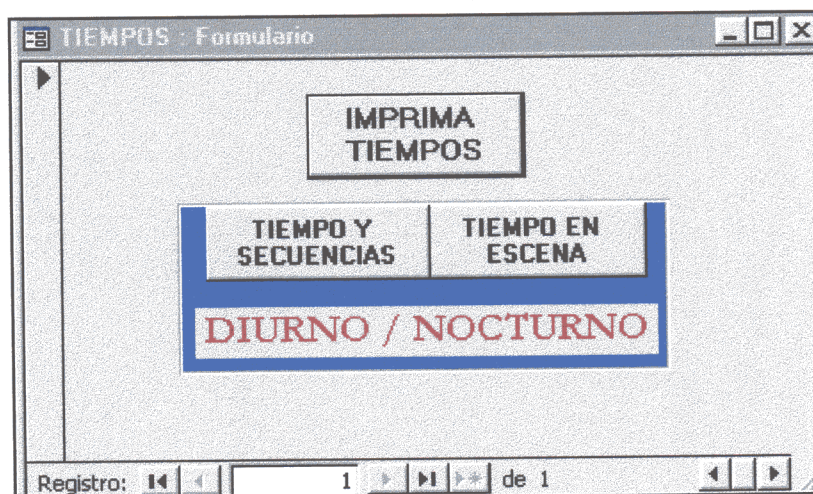 TIEMPOS : Formulario
IMPRIMA
TIEMPOS
TIEMPO Y
SECUENCIAS
TIEMPO EN
ESCENA
DIURNO / NOCTURNO
Registro: 1 de 1